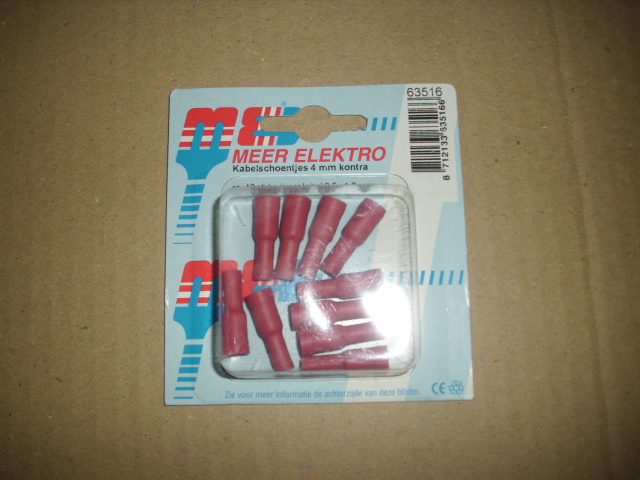 63516
ME
MEER ELEKTRO
Kabelschoentjes 4 mm kontra
8 712133 635166
Zie voor meer informatie de achterzijde van deze blister.
CE